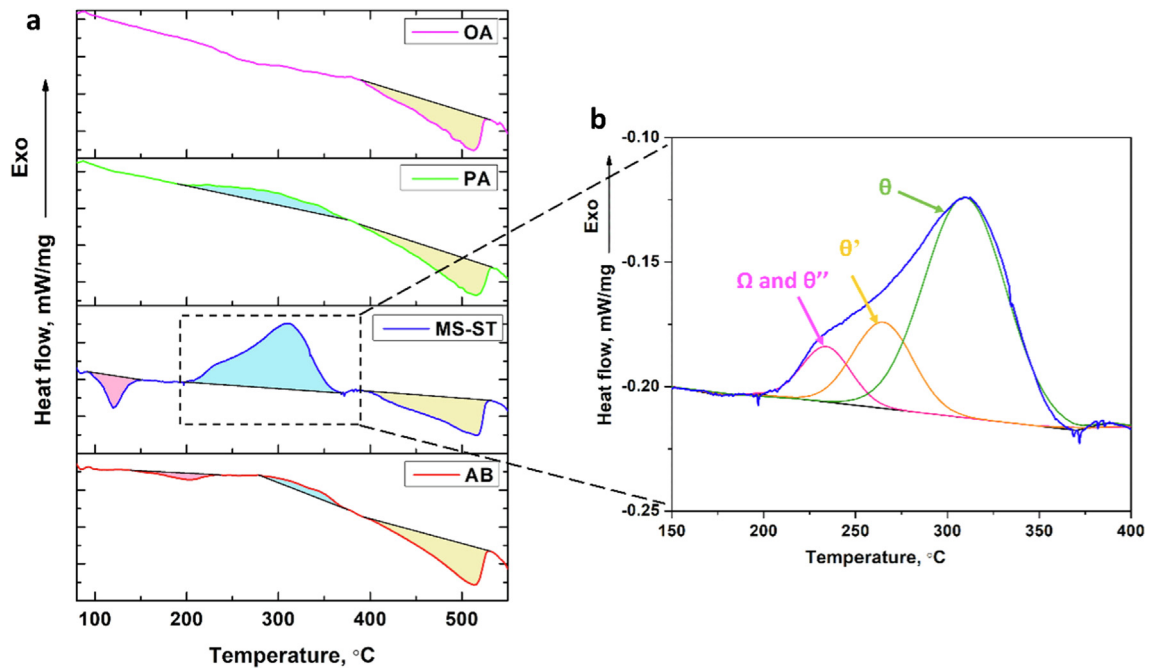 a
OA
PA
MS-ST
AB
Exo
Heat flow, mW/mg
100
200
300
400
500
Temperature, °C
b
-0.10
-0.15
-0.20
-0.25
Exo
Heat flow, mW/mg
θ
θ’
Ω and θ”
150
200
250
300
350
400
Temperature, °C